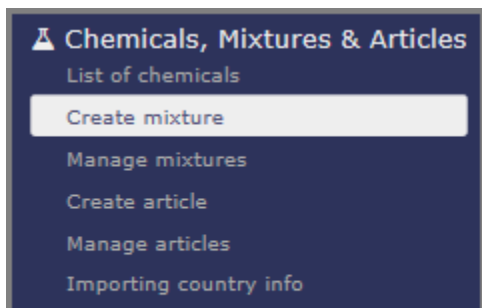 Chemicals, Mixtures & Articles
List of chemicals
Create mixture
Manage mixtures
Create article
Manage articles
Importing country info